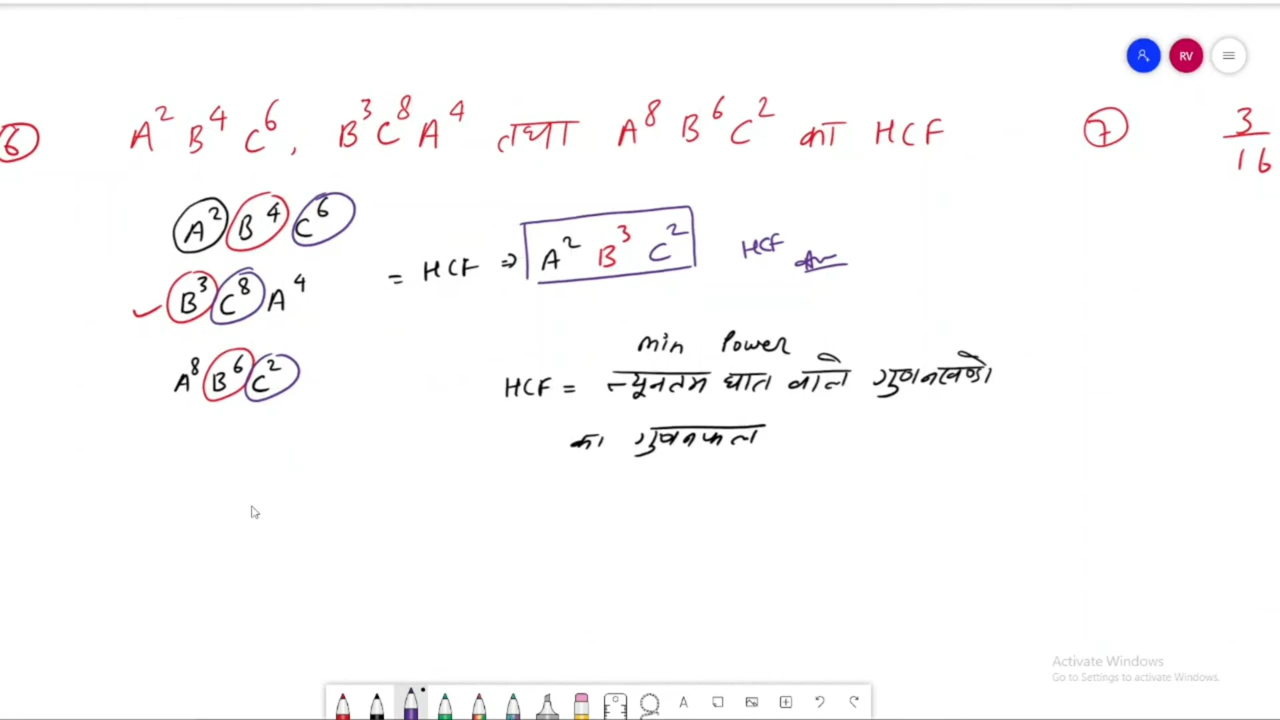 RV
6 A² B⁴ C⁶, B³ C⁸ A⁴ तथा A⁸ B⁶ C² का HCF
7 3/16
A² B⁴ C⁶
B³ C⁸ A⁴
A⁸ B⁶ C²
= HCF ⇒ A² B³ C² HCF Ans
min Power
HCF = न्यूनतम घात वाले गुणनखण्डो
का गुणनफल
Activate Windows
Go to Settings to activate Windows.
A